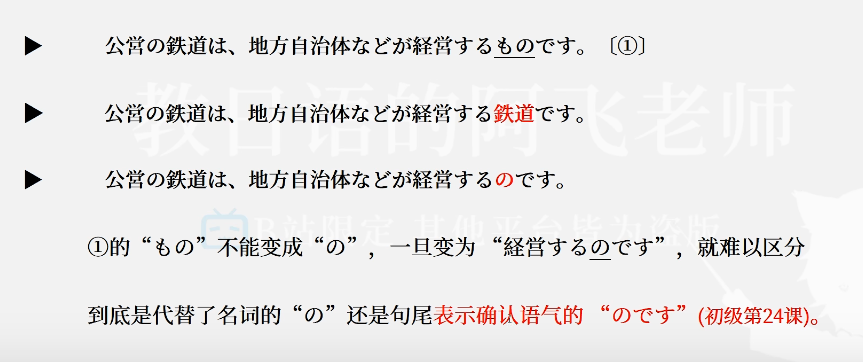 ▶ 公営の鉄道は、地方自治体などが経営するものです。〔①〕
▶ 公営の鉄道は、地方自治体などが経営する鉄道です。
▶ 公営の鉄道は、地方自治体などが経営するのです。
①的“もの”不能变成“の”，一旦变为 “経営するのです”，就难以区分
到底是代替了名词的“の”还是句尾表示确认语气的 “のです”(初级第24课)。
教日语的阿飞老师
B站限定 其他平台皆为盗版